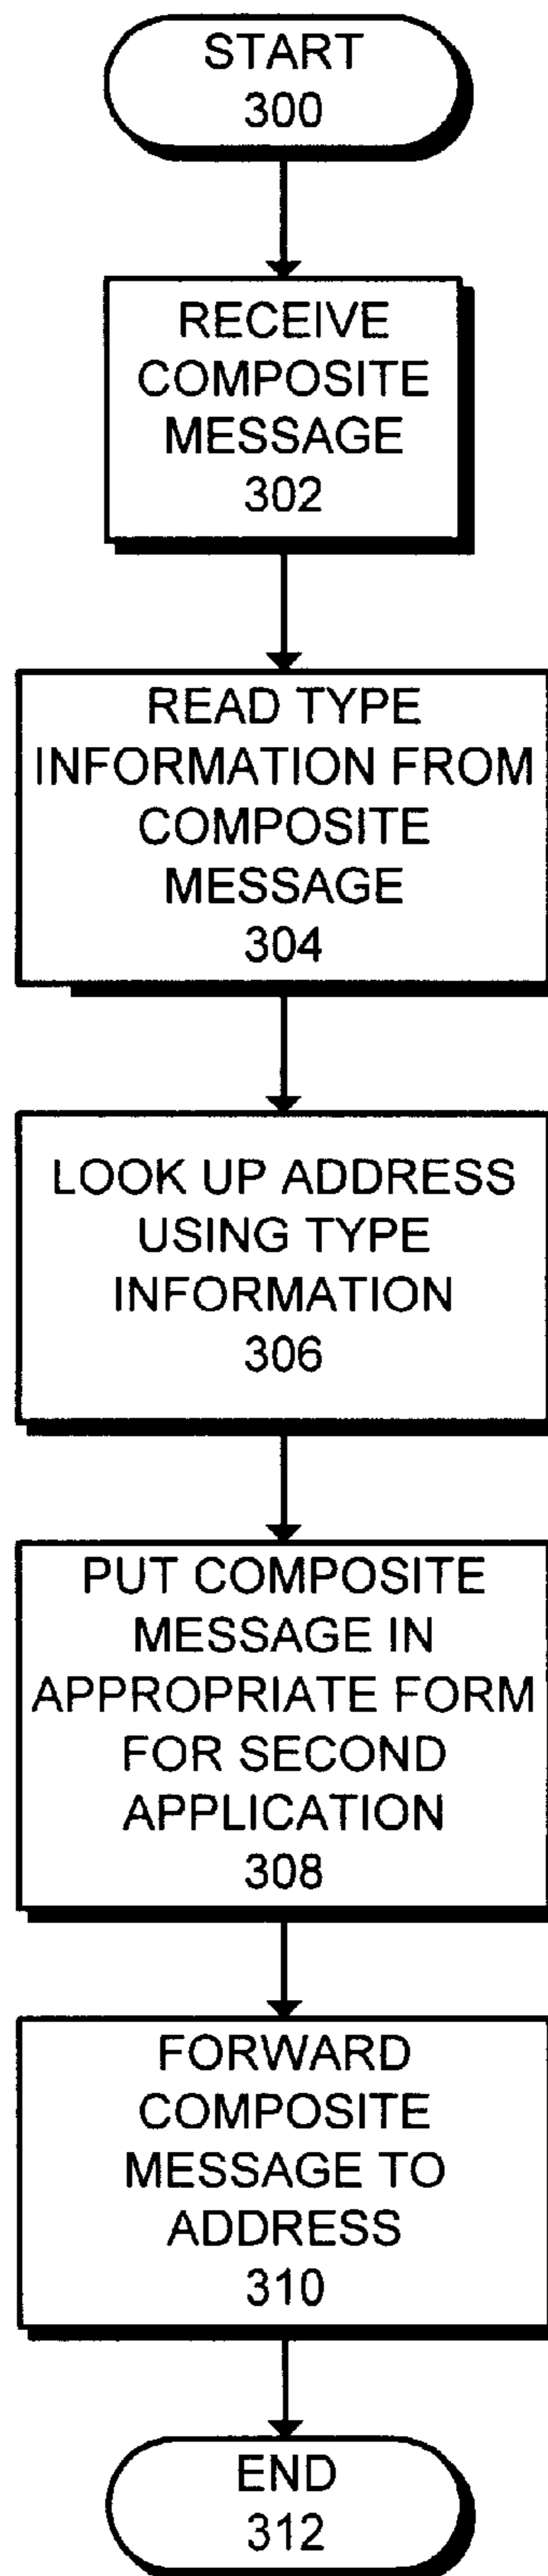 START
300
RECEIVE
COMPOSITE
MESSAGE
302
READ TYPE
INFORMATION FROM
COMPOSITE
MESSAGE
304
LOOK UP ADDRESS
USING TYPE
INFORMATION
306
PUT COMPOSITE
MESSAGE IN
APPROPRIATE FORM
FOR SECOND
APPLICATION
308
FORWARD
COMPOSITE
MESSAGE TO
ADDRESS
310
END
312